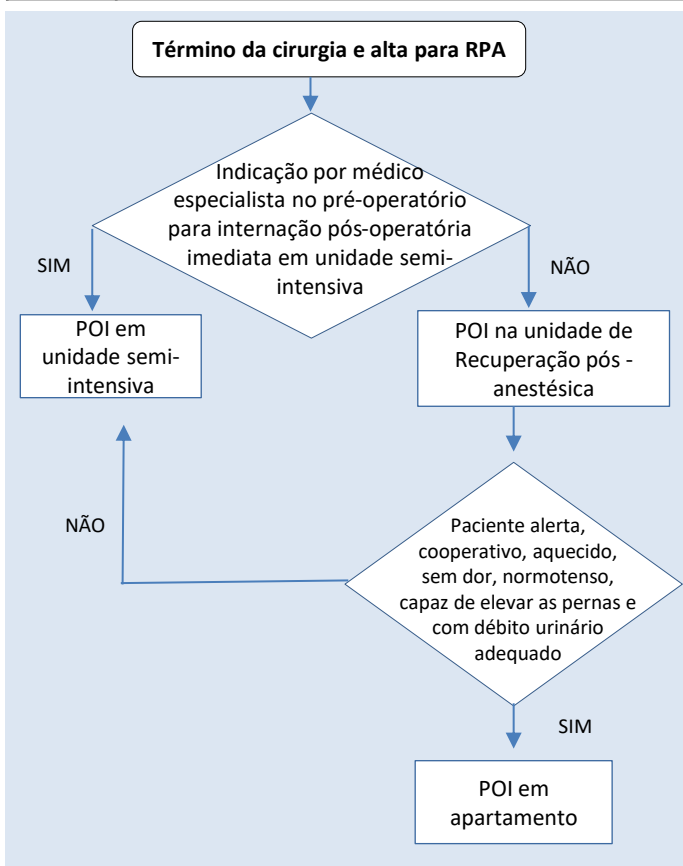 Término da cirurgia e alta para RPA
Indicação por médico
especialista no pré-operatório
para internação pós-operatória
imediata em unidade semi-
intensiva
SIM
NÃO
POI em
unidade semi-
intensiva
POI na unidade de
Recuperação pós -
anestésica
NÃO
Paciente alerta,
cooperativo, aquecido,
sem dor, normotenso,
capaz de elevar as pernas e
com débito urinário
adequado
SIM
POI em
apartamento